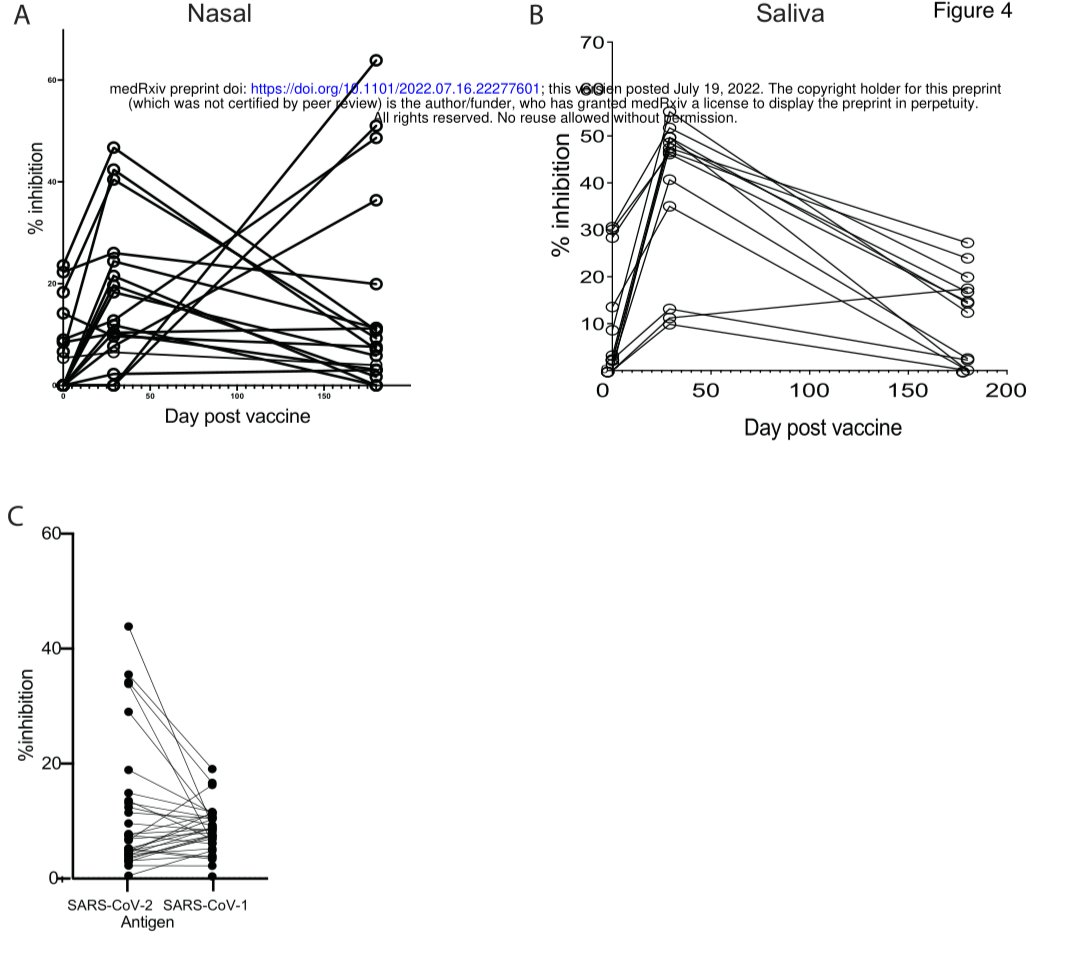 A
Nasal
B
Saliva
Figure 4
medRxiv preprint doi: https://doi.org/10.1101/2022.07.16.22277601; this version posted July 19, 2022. The copyright holder for this preprint
(which was not certified by peer review) is the author/funder, who has granted medRxiv a license to display the preprint in perpetuity.
All rights reserved. No reuse allowed without permission.
% inhibition
60
40
20
0
0
50
100
150
Day post vaccine
% inhibition
70
60
50
40
30
20
10
0
50
100
150
200
Day post vaccine
C
%inhibition
60
40
20
0
SARS-CoV-2
SARS-CoV-1
Antigen